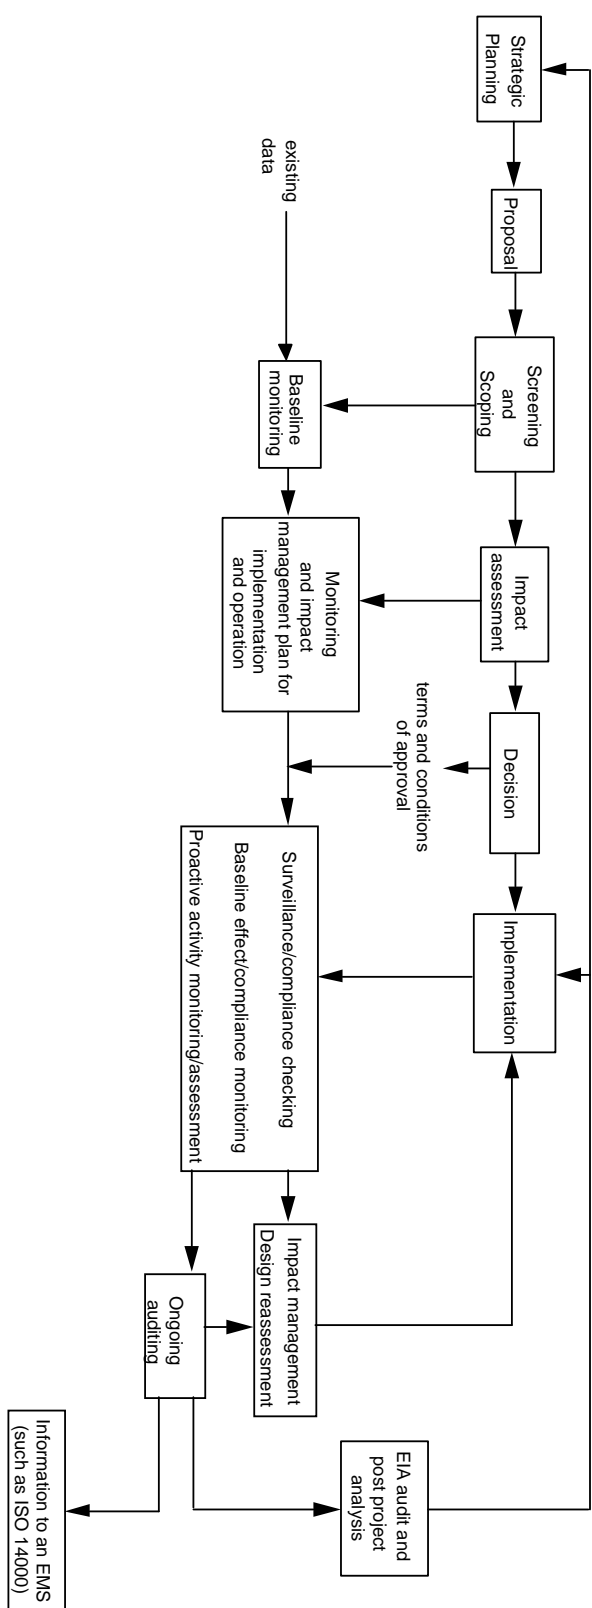 Strategic
Planning
Proposal
Screening
and
Scoping
Impact
assessment
Decision
Implementation
existing
data
Baseline
monitoring
Monitoring
and impact
management plan for
implementation
and operation
terms and conditions
of approval
Surveillance/compliance checking
Baseline effect/compliance monitoring
Proactive activity monitoring/assessment
Impact management
Design reassessment
Ongoing
auditing
EIA audit and
post project
analysis
Information to an EMS
(such as ISO 14000)